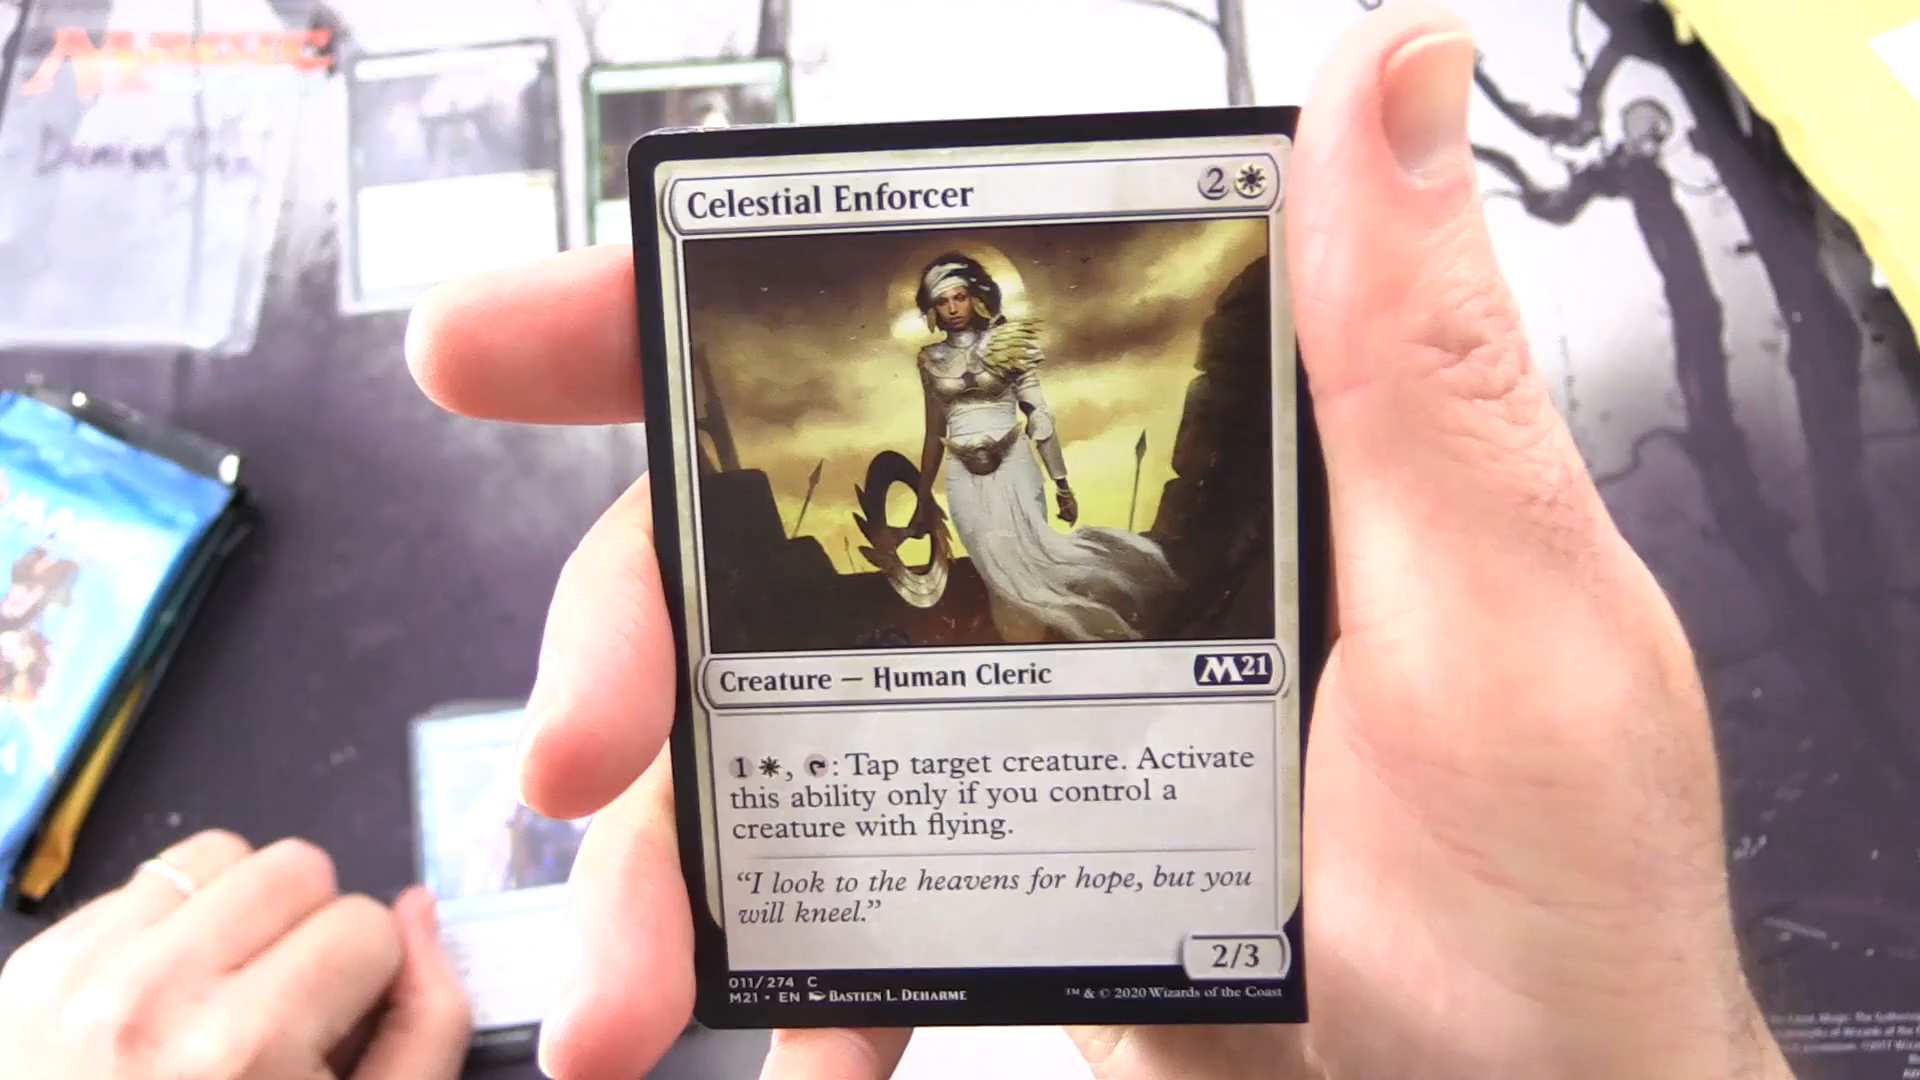 MAGIC
Damian
Celestial Enforcer
2
Creature — Human Cleric
M21
1 , : Tap target creature. Activate
this ability only if you control a
creature with flying.
“I look to the heavens for hope, but you
will kneel.”
2/3
011/274 C
M21 • EN BASTIEN L. DEHARME
™ & © 2020 Wizards of the Coast